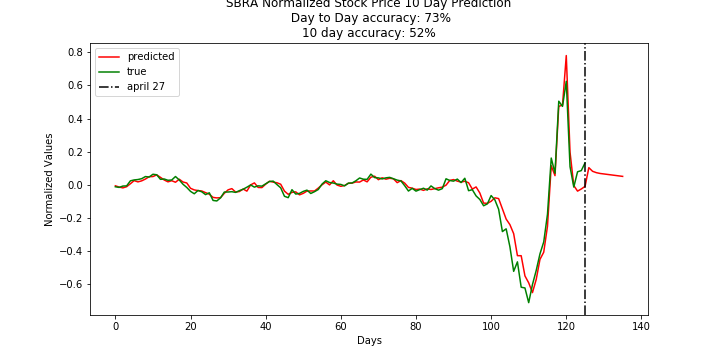 SBRA Normalized Stock Price 10 Day Prediction
Day to Day accuracy: 73%
10 day accuracy: 52%
predicted
true
april 27
Normalized Values
0.8
0.6
0.4
0.2
0.0
−0.2
−0.4
−0.6
0 20 40 60 80 100 120 140
Days